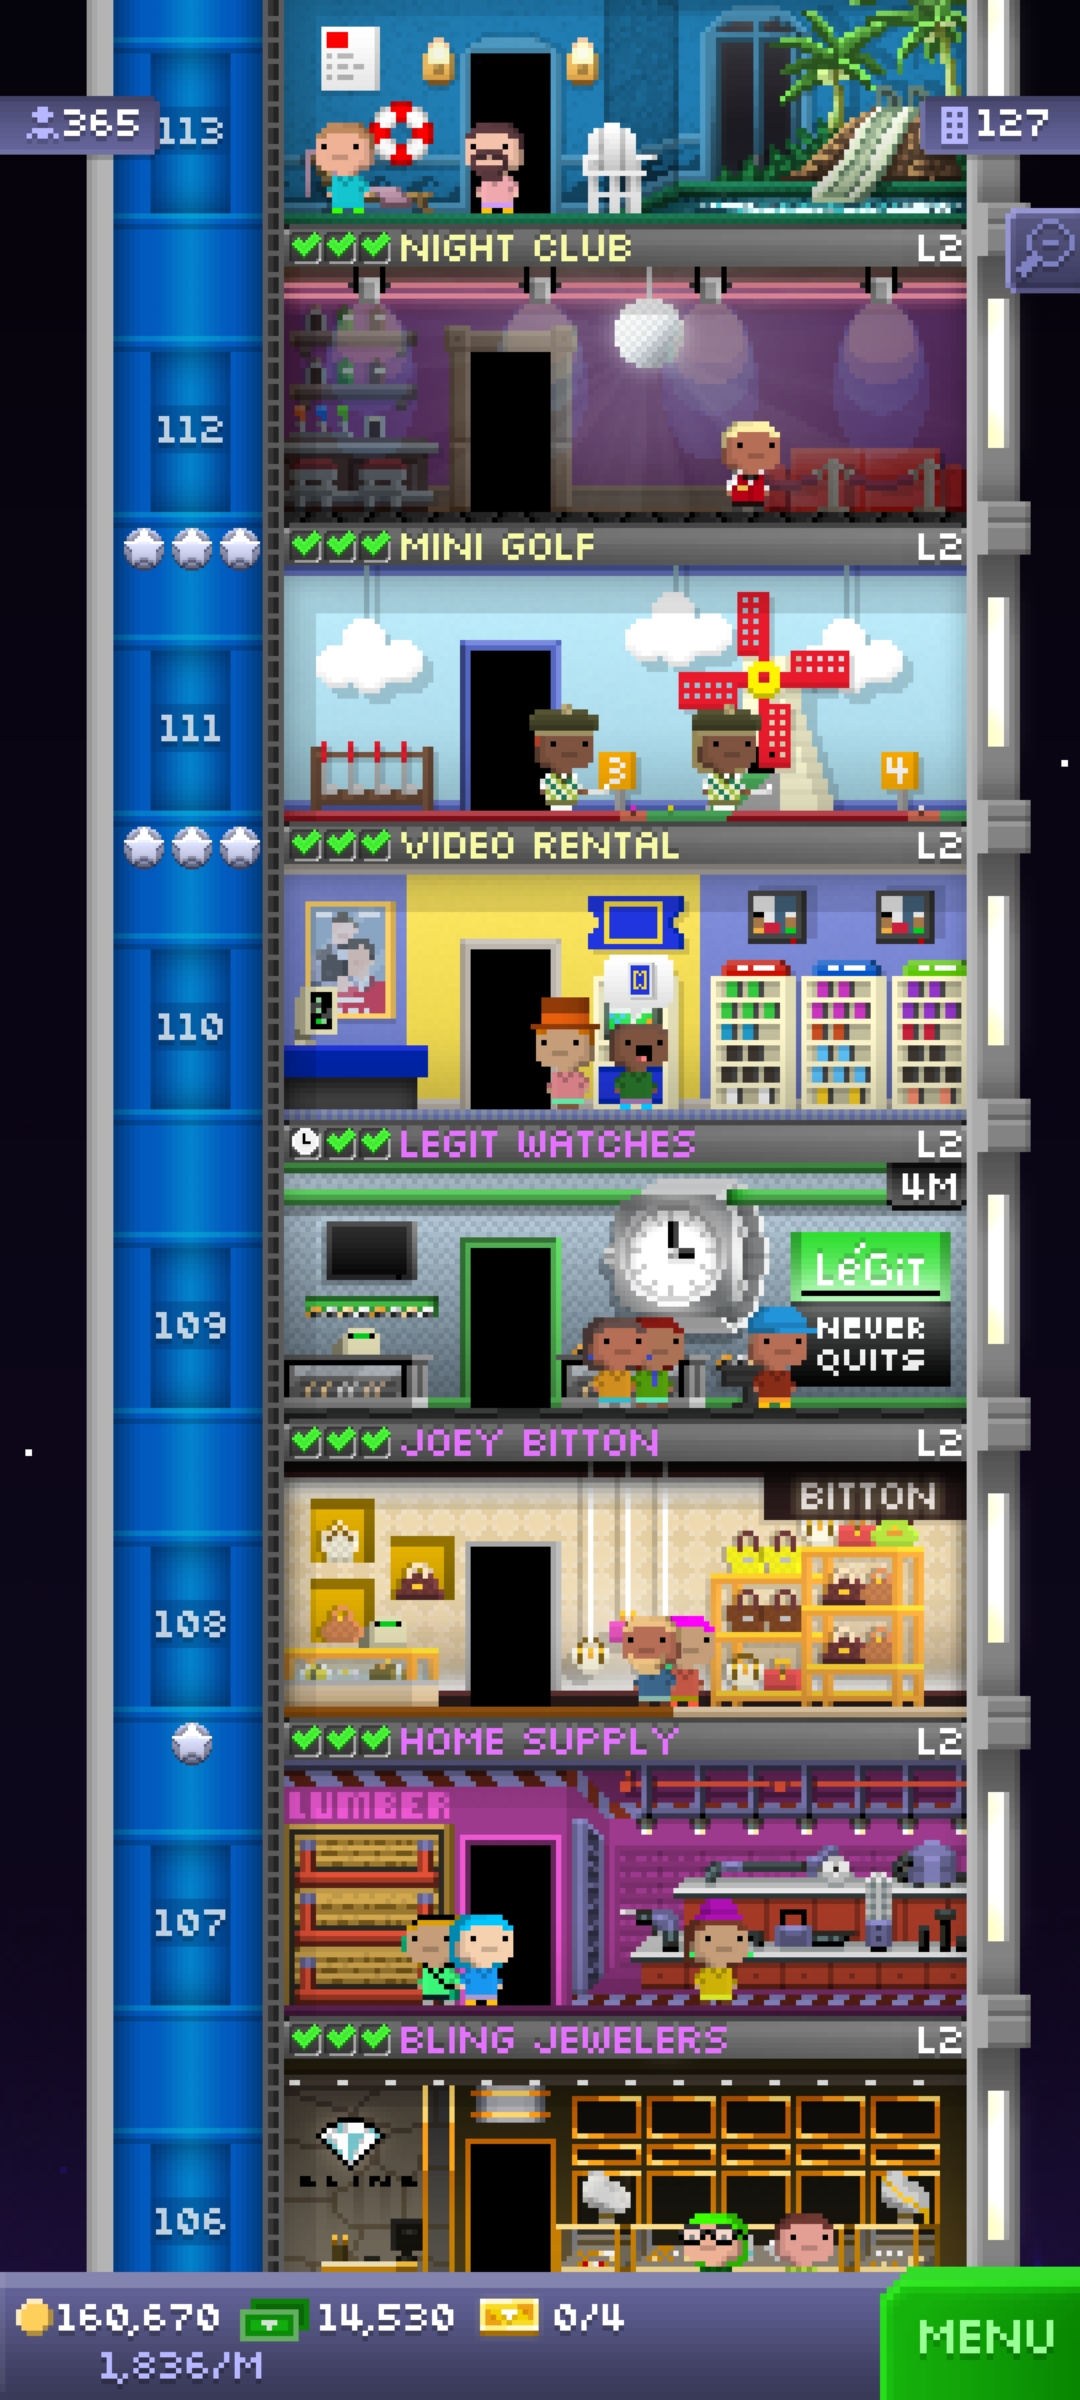 365
113
127
NIGHT CLUB L2
112
MINI GOLF L2
111
3
4
VIDEO RENTAL L2
110
LEGIT WATCHES L2
4M
109
LéGiT
NEVER
QUITS
JOEY BITTON L2
BITTON
108
HOME SUPPLY L2
LUMBER
107
BLING JEWELERS L2
BLING
106
160,670 14,530 0/4
1,836/M
MENU